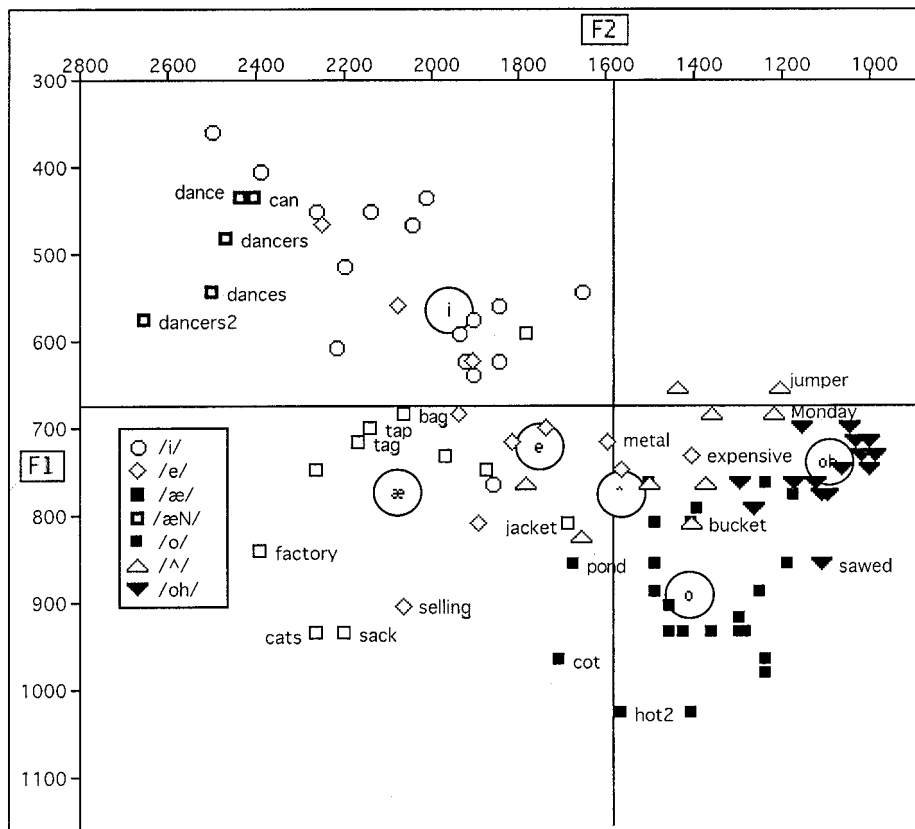 F2
2800 2600 2400 2200 2000 1800 1600 1400 1200 1000
300
400
dance can
500
dancers
dances
i
dancers2
600
jumper
bag
Monday
700
tap
tag
e
metal
expensive
oh
F1
/i/
/e/
/æ/
/æN/
/o/
/^/
/oh/
æ
^
800
jacket
bucket
factory
pond
sawed
o
900
selling
cats sack
cot
1000
hot2
1100